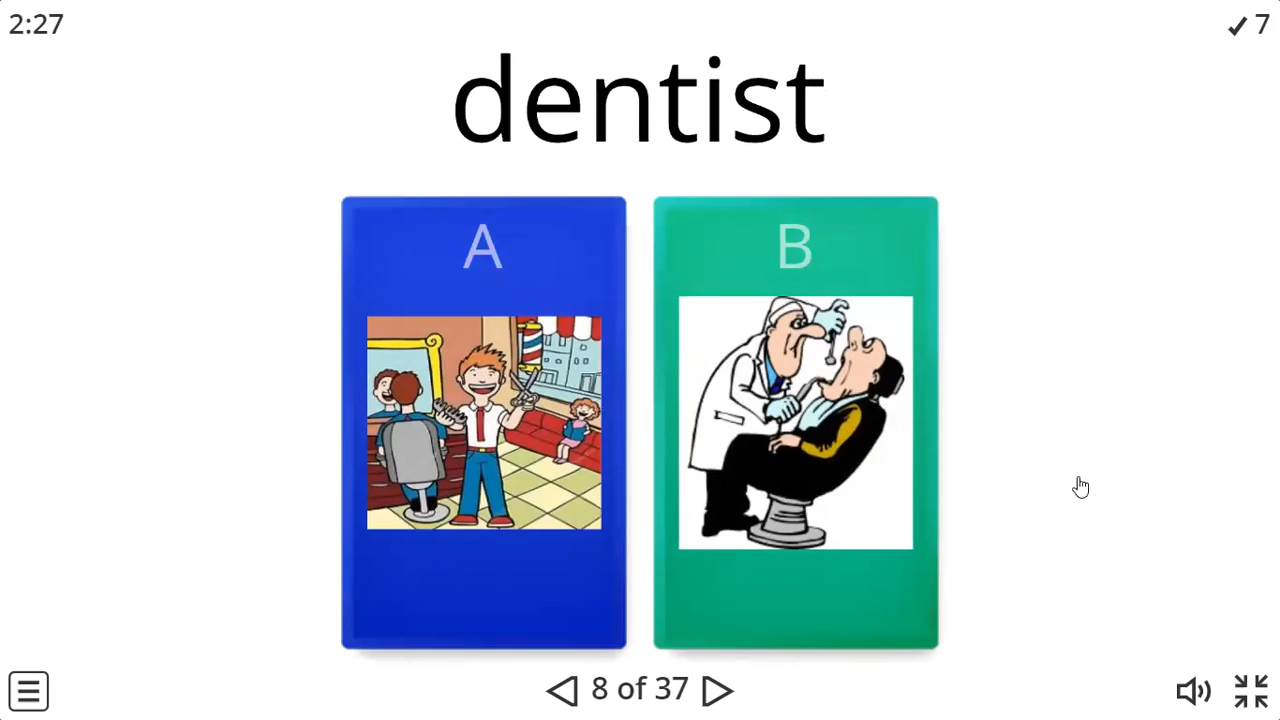 2:27
✓ 7
dentist
A
B
8 of 37